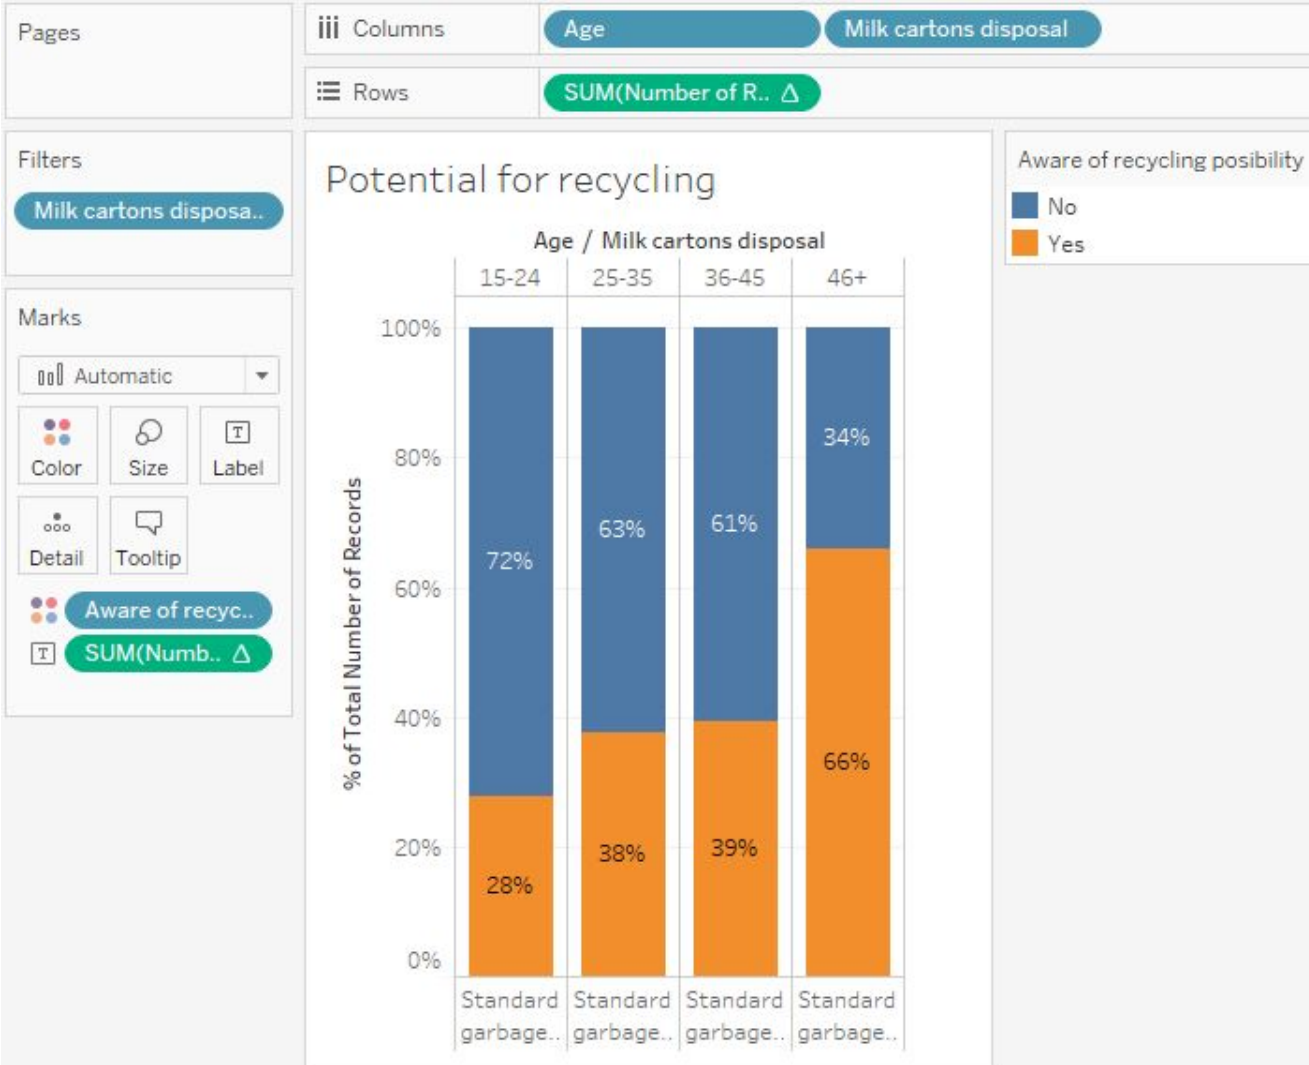 Pages
Columns
Age
Milk cartons disposal
Rows
SUM(Number of R.. Δ
Filters
Milk cartons disposa..
Marks
Automatic
Color
Size
Label
Detail
Tooltip
Aware of recyc..
SUM(Numb.. Δ
Potential for recycling
Age / Milk cartons disposal
15-24 25-35 36-45 46+
% of Total Number of Records
100%
80%
60%
40%
20%
0%
72%
28%
63%
38%
61%
39%
34%
66%
Standard
garbage..
Standard
garbage..
Standard
garbage..
Standard
garbage..
Aware of recycling posibility
No
Yes